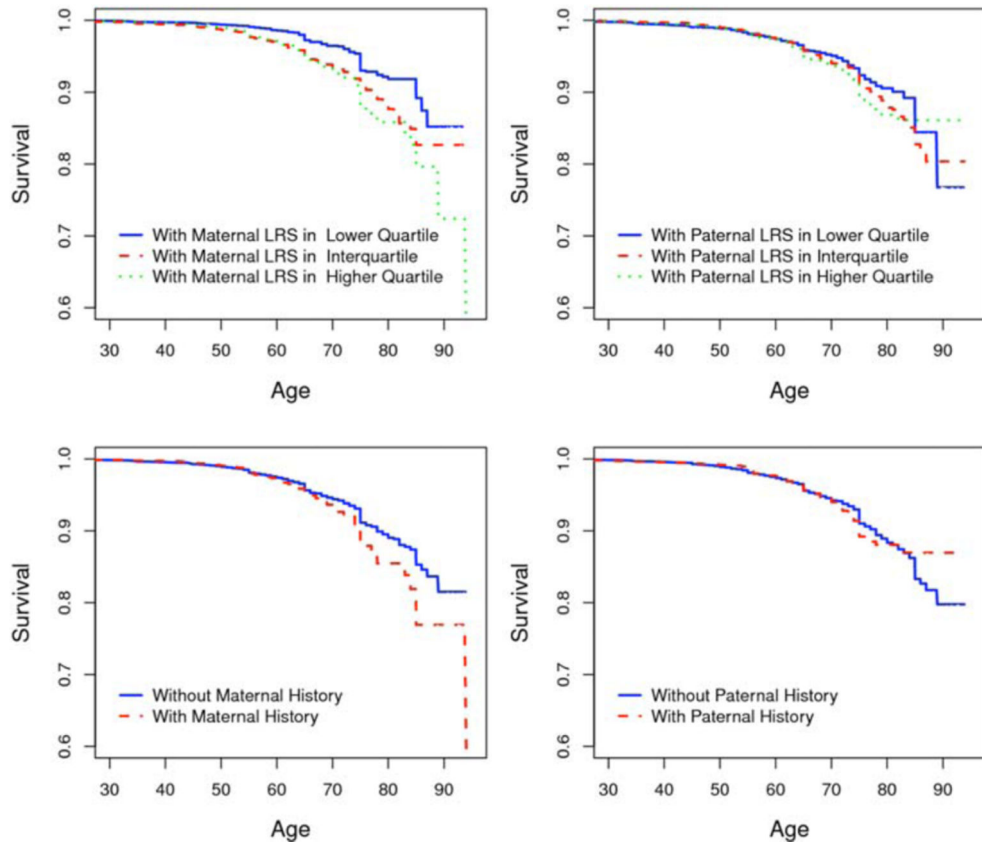 1.0
0.9
0.8
0.7
0.6
Survival
With Maternal LRS in Lower Quartile
With Maternal LRS in Interquartile
With Maternal LRS in Higher Quartile
30 40 50 60 70 80 90
Age
1.0
0.9
0.8
0.7
0.6
Survival
With Paternal LRS in Lower Quartile
With Paternal LRS in Interquartile
With Paternal LRS in Higher Quartile
30 40 50 60 70 80 90
Age
1.0
0.9
0.8
0.7
0.6
Survival
Without Maternal History
With Maternal History
30 40 50 60 70 80 90
Age
1.0
0.9
0.8
0.7
0.6
Survival
Without Paternal History
With Paternal History
30 40 50 60 70 80 90
Age